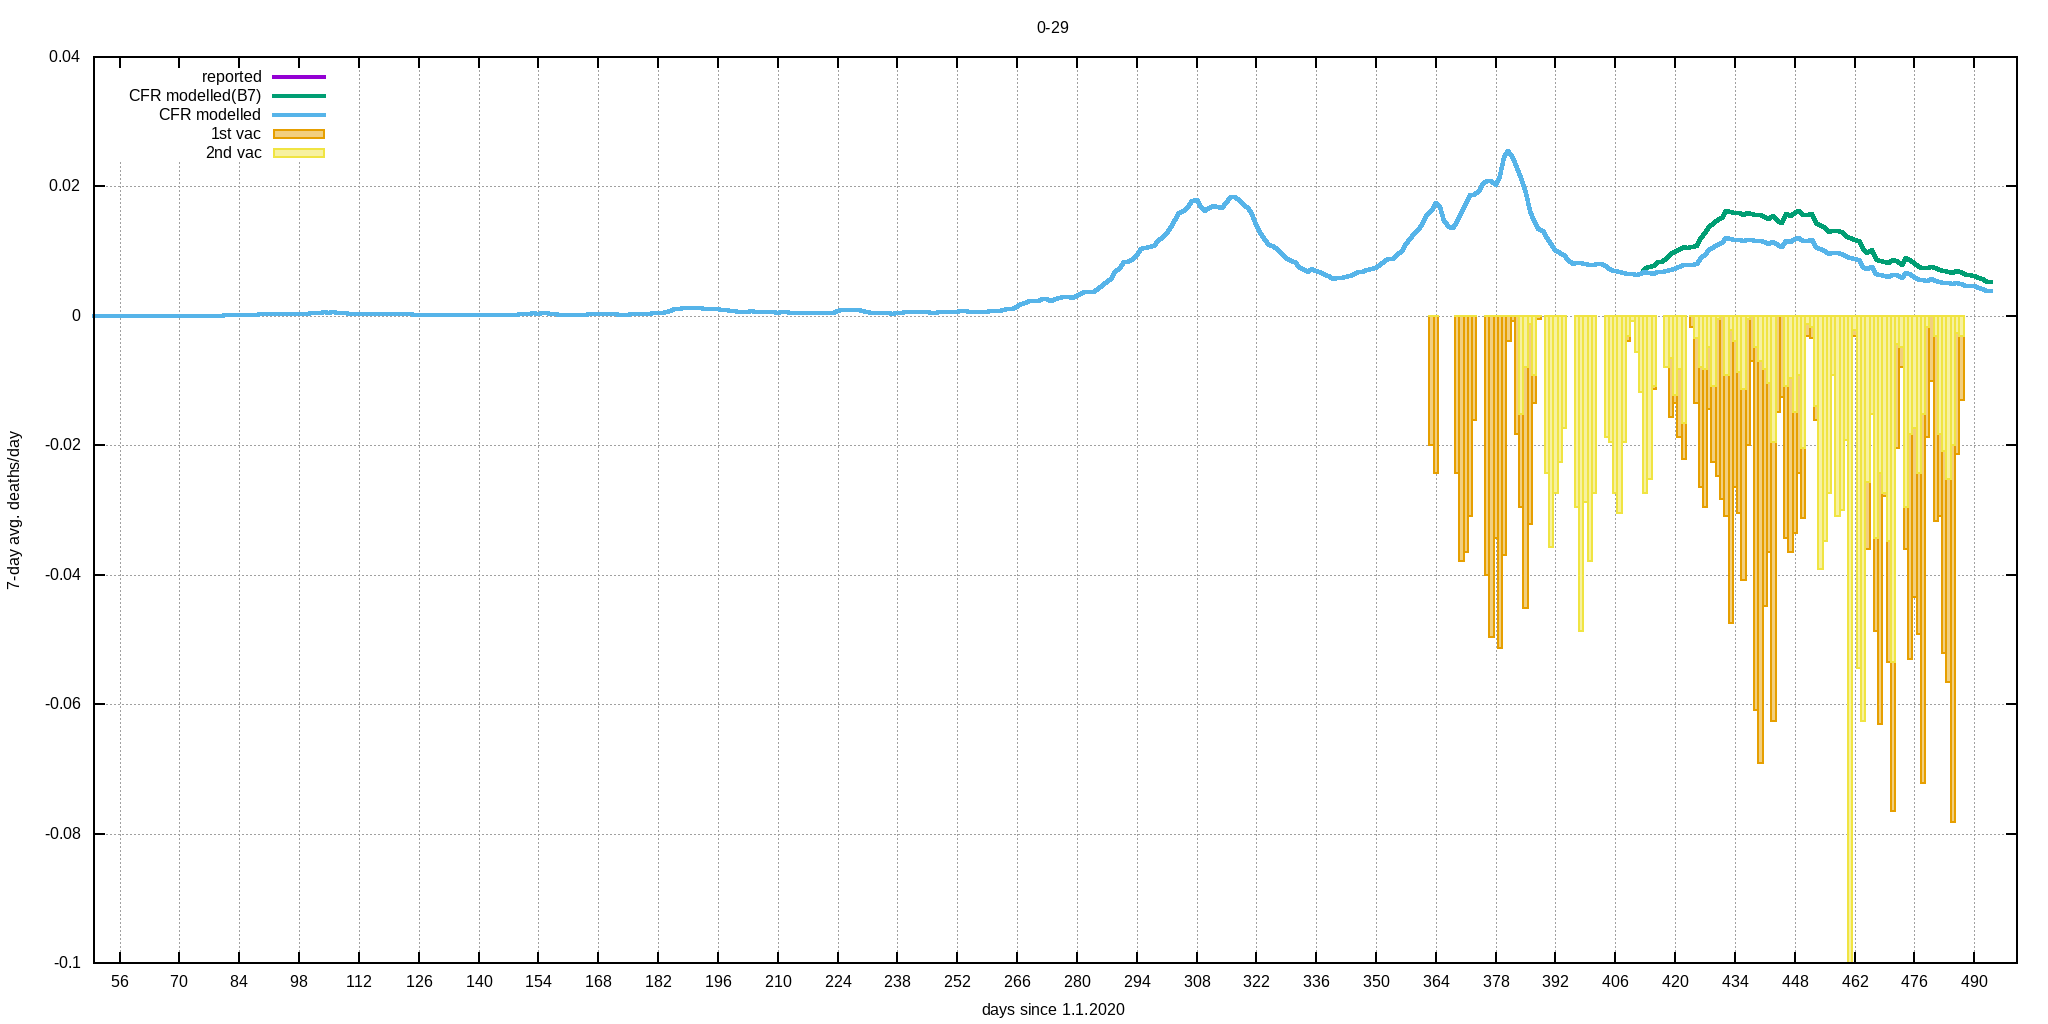 0-29
0.04
0.02
0
-0.02
-0.04
-0.06
-0.08
-0.1
7-day avg. deaths/day
reported
CFR modelled(B7)
CFR modelled
1st vac
2nd vac
56 70 84 98 112 126 140 154 168 182 196 210 224 238 252 266 280 294 308 322 336 350 364 378 392 406 420 434 448 462 476 490
days since 1.1.2020